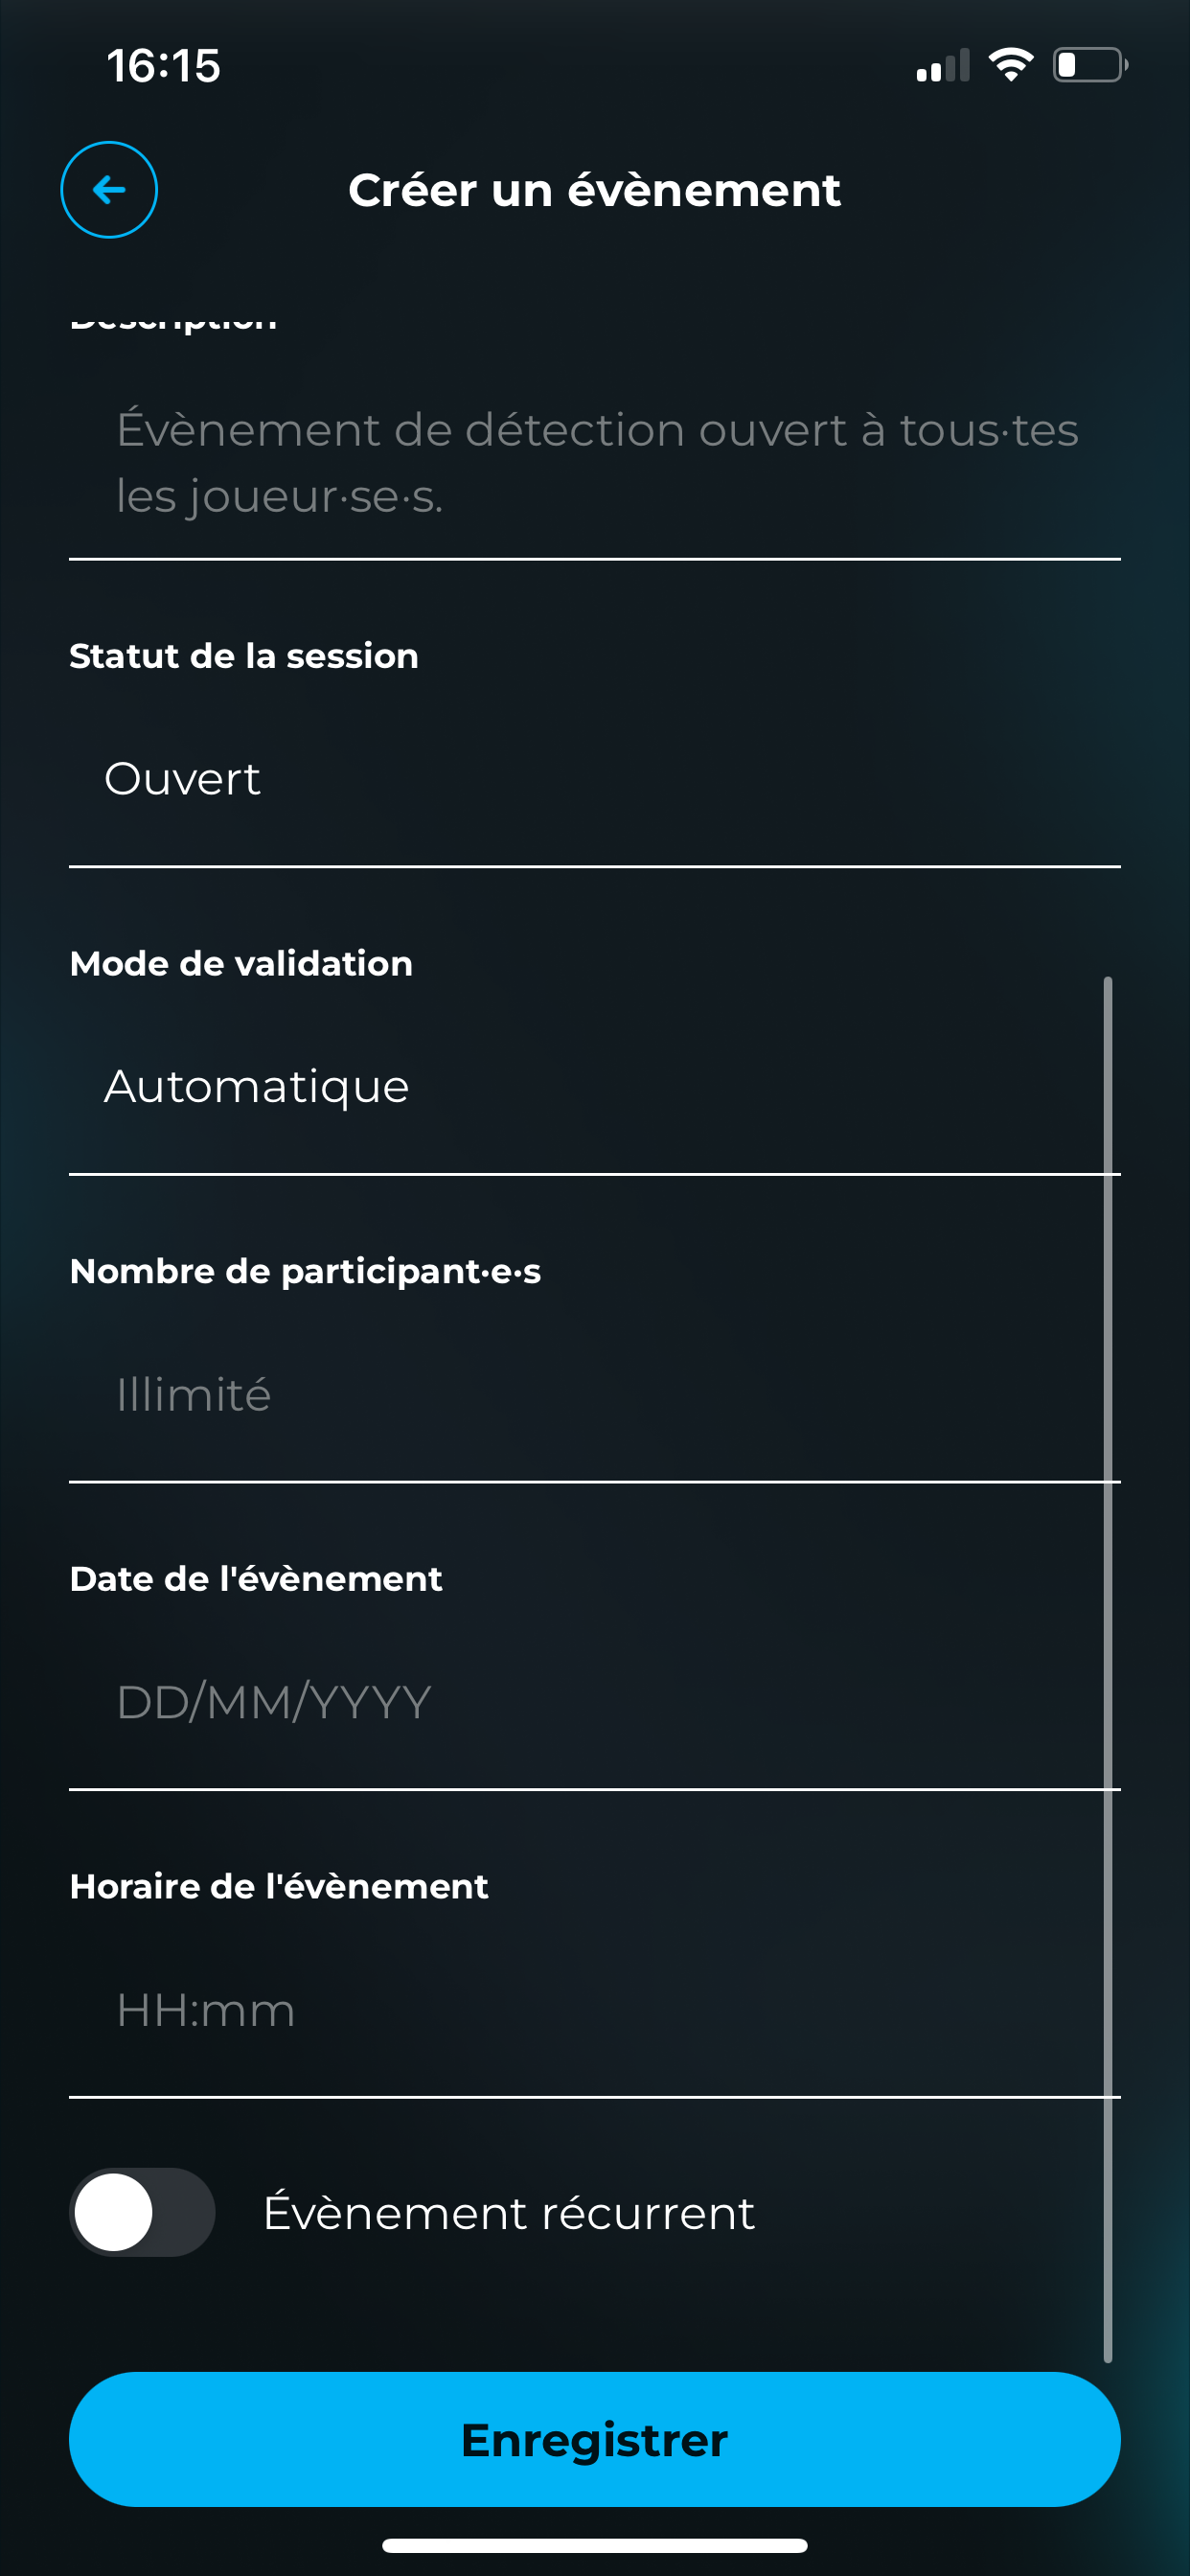 16:15
Créer un évènement
Description
Évènement de détection ouvert à tous·tes
les joueur·se·s.
Statut de la session
Ouvert
Mode de validation
Automatique
Nombre de participant·e·s
Illimité
Date de l'évènement
DD/MM/YYYY
Horaire de l'évènement
HH:mm
Évènement récurrent
Enregistrer